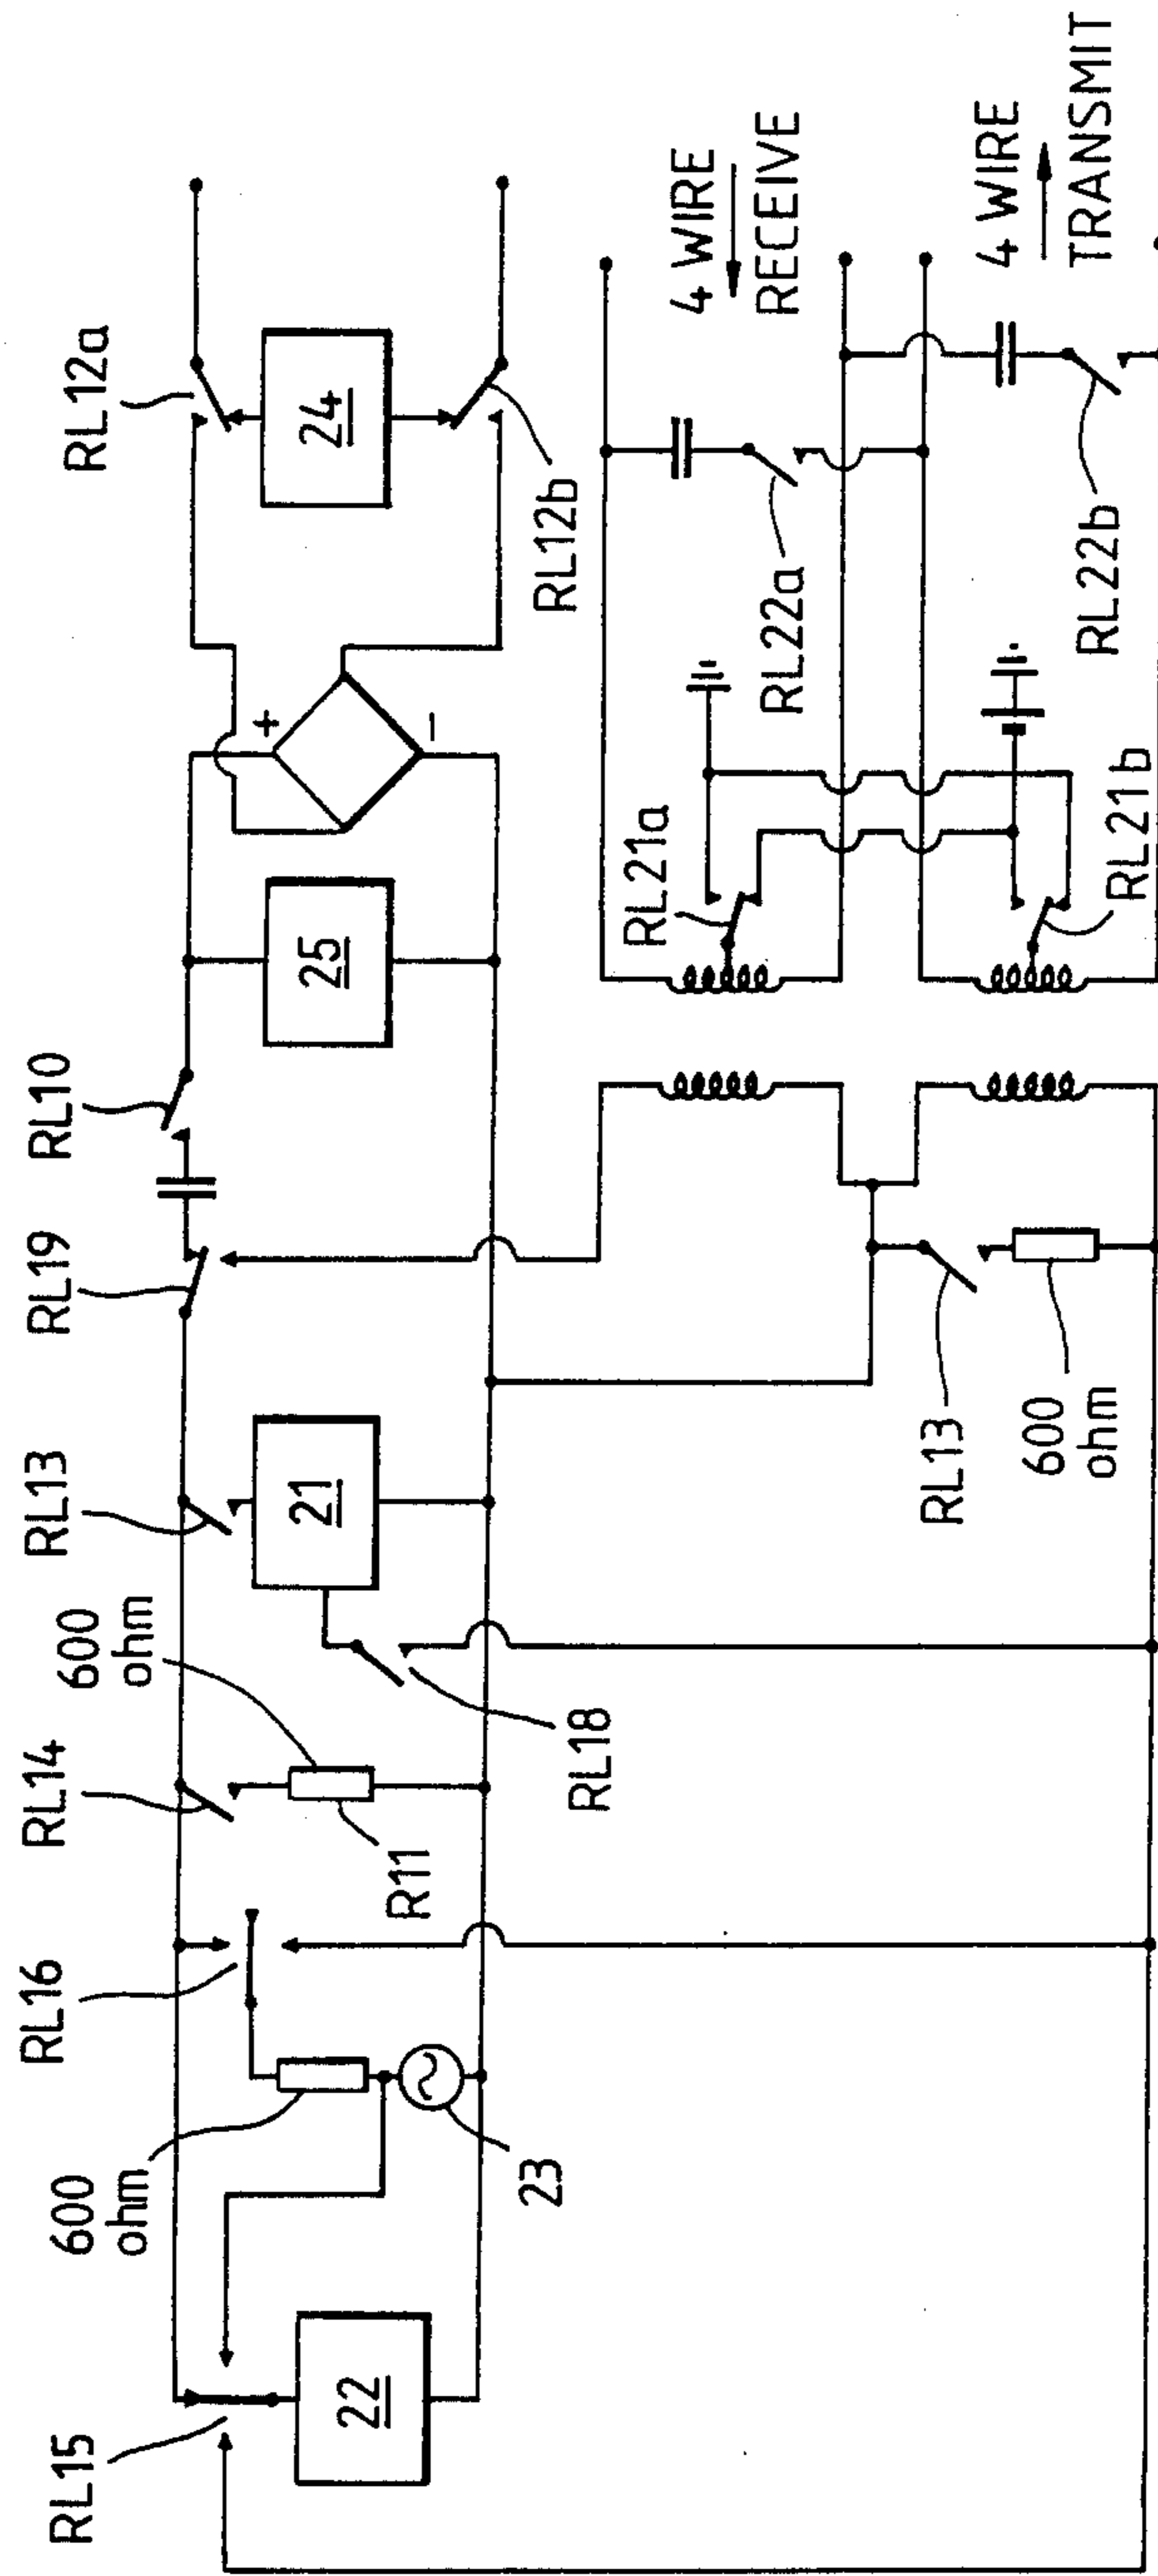 RL15
22
600
ohm
23
RL16
RL14
R11
600
ohm
RL18
RL13
21
RL19
RL10
25
+
-
RL12a
24
RL12b
RL13
600
ohm
RL21a
RL21b
RL22a
RL22b
4 WIRE
RECEIVE
4 WIRE
TRANSMIT